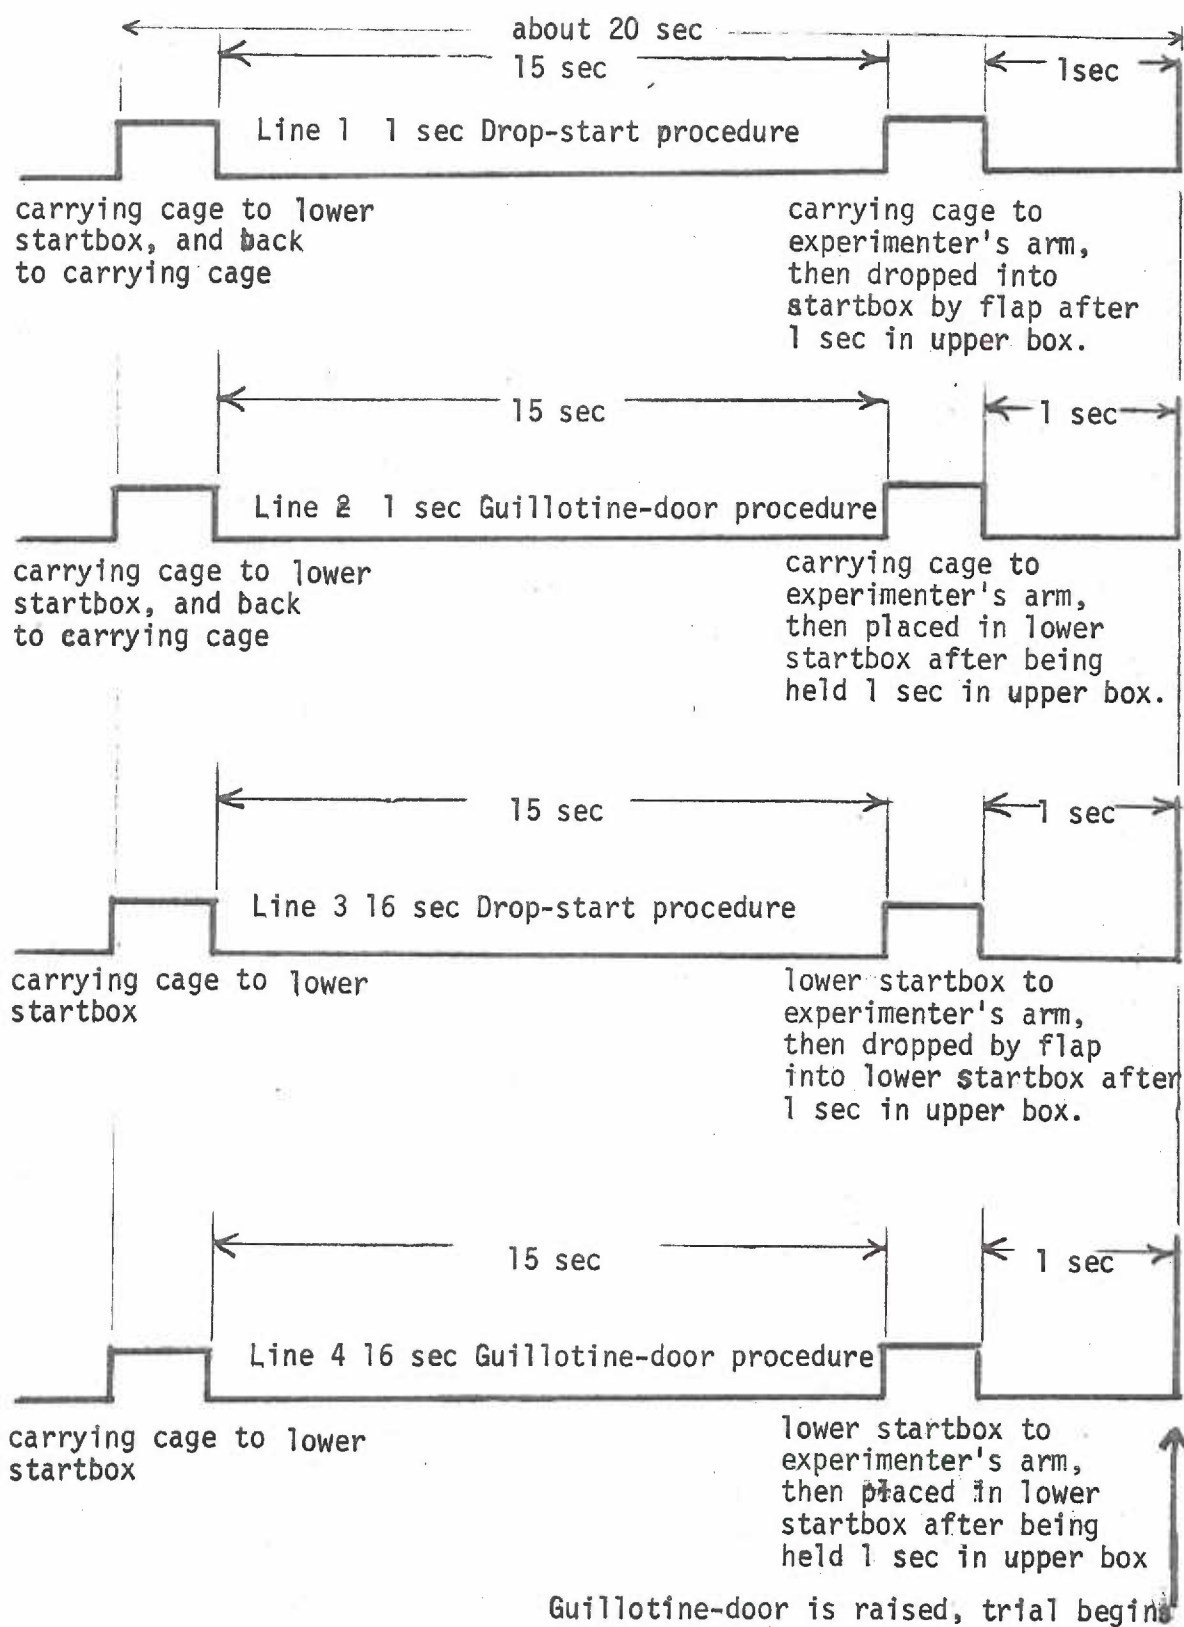 about 20 sec
15 sec
1sec
Line 1 1 sec Drop-start procedure
carrying cage to lower
startbox, and back
to carrying cage
carrying cage to
experimenter's arm,
then dropped into
startbox by flap after
1 sec in upper box.
15 sec
1 sec
Line 2 1 sec Guillotine-door procedure
carrying cage to lower
startbox, and back
to carrying cage
carrying cage to
experimenter's arm,
then placed in lower
startbox after being
held 1 sec in upper box.
15 sec
1 sec
Line 3 16 sec Drop-start procedure
carrying cage to lower
startbox
lower startbox to
experimenter's arm,
then dropped by flap
into lower startbox after
1 sec in upper box.
15 sec
1 sec
Line 4 16 sec Guillotine-door procedure
carrying cage to lower
startbox
lower startbox to
experimenter's arm,
then placed in lower
startbox after being
held 1 sec in upper box
Guillotine-door is raised, trial begins